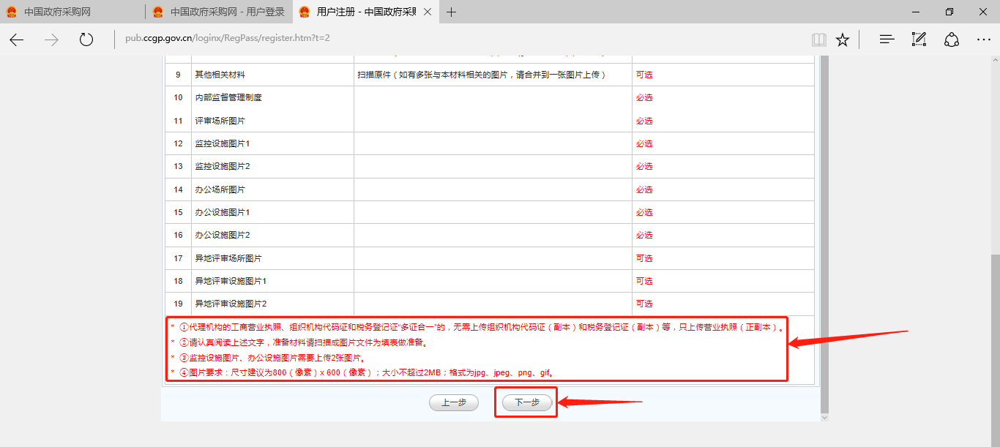 中国政府采购网
中国政府采购网 - 用户登录
用户注册 - 中国政府采购
pub.ccgp.gov.cn/loginx/RegPass/register.htm?t=2
9 其他相关材料 扫描原件（如有多张与本材料相关的图片，请合并到一张图片上传） 可选
10 内部监督管理制度 必选
11 评审场所图片 必选
12 监控设施图片1 必选
13 监控设施图片2 必选
14 办公场所图片 必选
15 办公设施图片1 必选
16 办公设施图片2 必选
17 异地评审场所图片 可选
18 异地评审设施图片1 可选
19 异地评审设施图片2 可选
* ①代理机构的工商营业执照、组织机构代码证和税务登记证“多证合一”的，无需上传组织机构代码证（副本）和税务登记证（副本）等，只上传营业执照（正副本）。
* ②请认真阅读上述文字，准备材料请扫描成图片文件为填表做准备。
* ③监控设施图片、办公设施图片需要上传2张图片。
* ④图片要求：尺寸建议为800（像素）x 600（像素）；大小不超过2MB；格式为jpg、jpeg、png、gif。
上一步 下一步